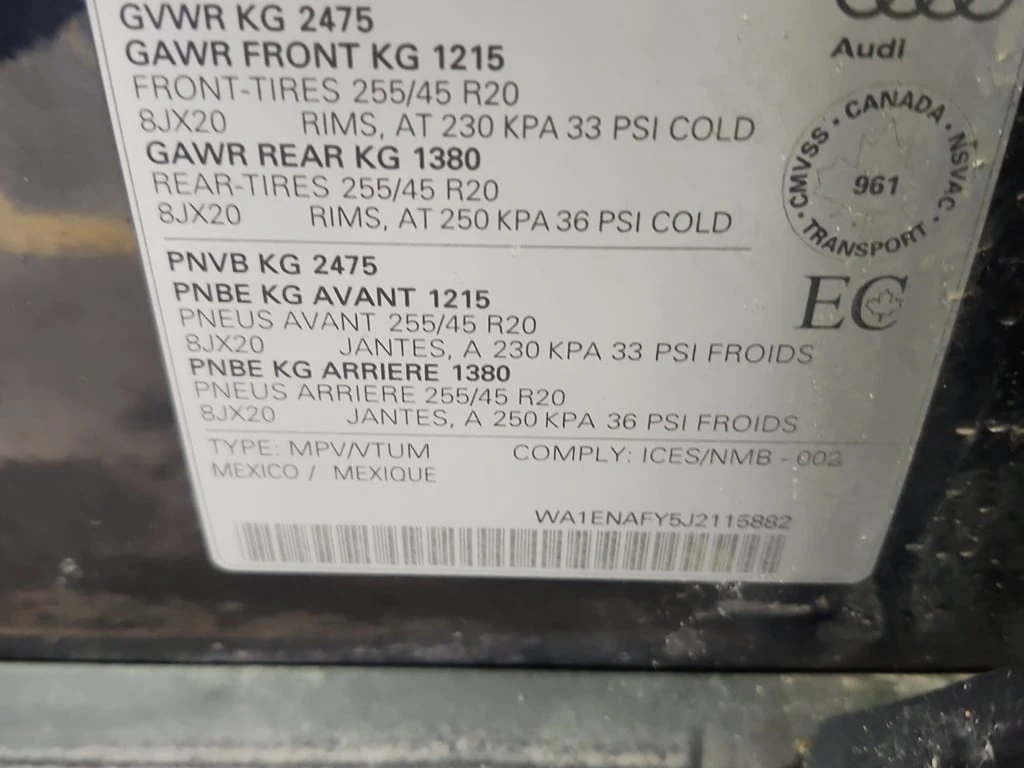 GVWR KG 2475
GAWR FRONT KG 1215
FRONT-TIRES 255/45 R20
8JX20 RIMS, AT 230 KPA 33 PSI COLD
GAWR REAR KG 1380
REAR-TIRES 255/45 R20
8JX20 RIMS, AT 250 KPA 36 PSI COLD
Audi
CMVSS · CANADA · NSVAC · TRANSPORT ·
961
EC
PNVB KG 2475
PNBE KG AVANT 1215
PNEUS AVANT 255/45 R20
8JX20 JANTES, A 230 KPA 33 PSI FROIDS
PNBE KG ARRIERE 1380
PNEUS ARRIERE 255/45 R20
8JX20 JANTES, A 250 KPA 36 PSI FROIDS
TYPE: MPV/VTUM COMPLY: ICES/NMB - 002
MEXICO / MEXIQUE
WA1ENAFY5J2115882